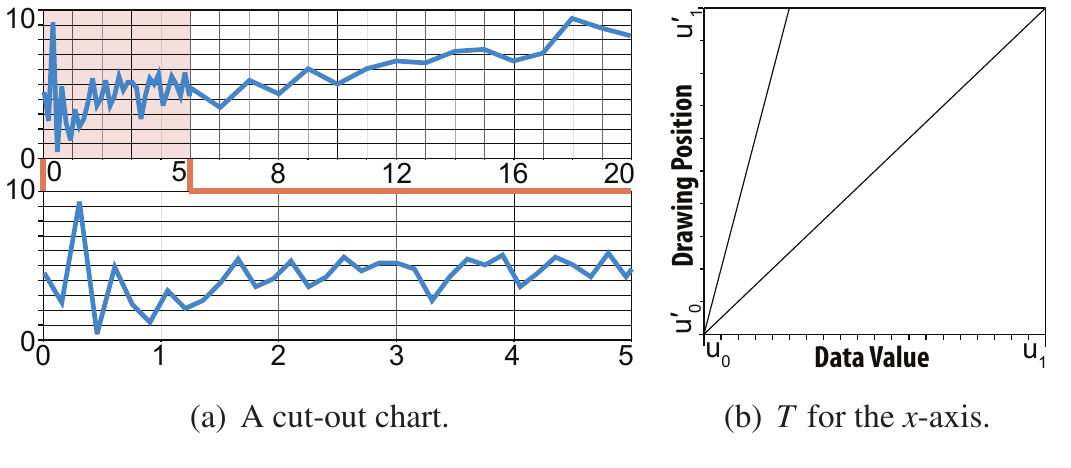 10
0
0 5 8 12 16 20
10
0
0 1 2 3 4 5
(a) A cut-out chart.
u′1
Drawing Position
u′0
u0 Data Value u1
(b) T for the x-axis.